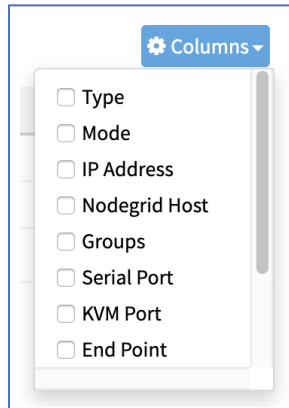 Columns
Type
Mode
IP Address
Nodegrid Host
Groups
Serial Port
KVM Port
End Point